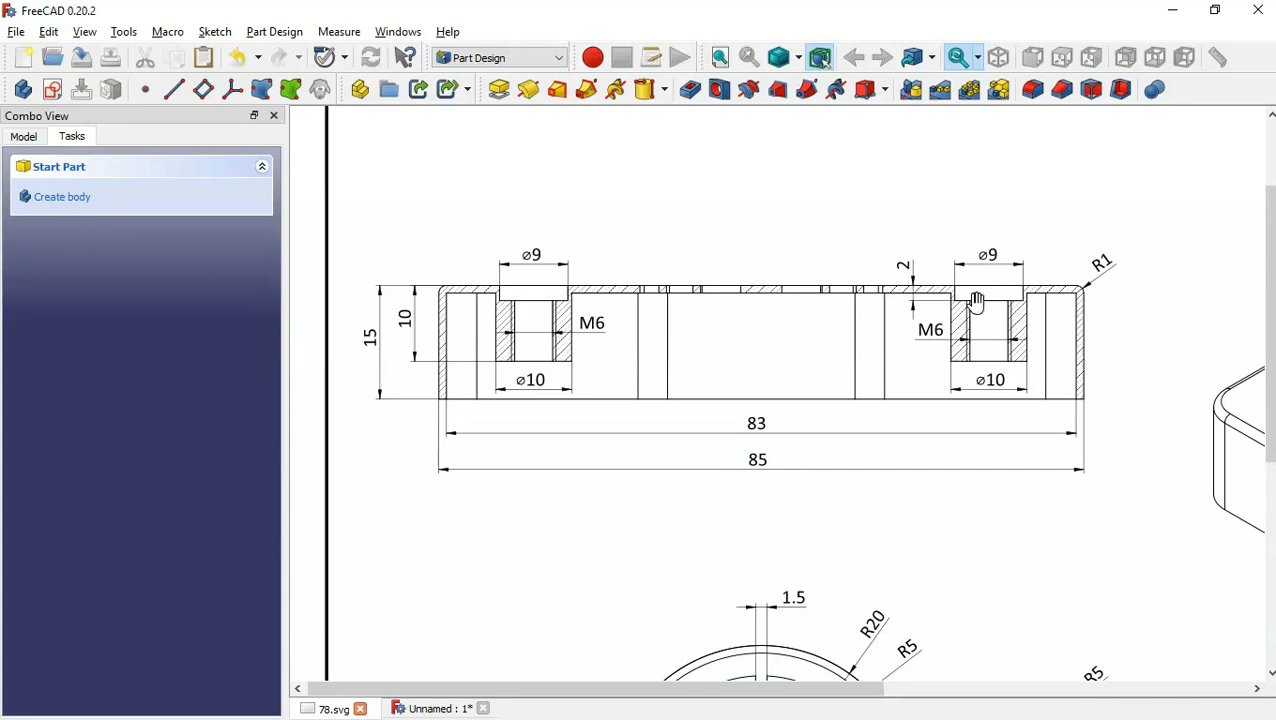 FreeCAD 0.20.2
File Edit View Tools Macro Sketch Part Design Measure Windows Help
Part Design
Combo View
Model Tasks
Start Part
Create body
⌀9 2 ⌀9 R1
15 10 M6 M6
⌀10 ⌀10
83
85
1.5
R20
R5
R5
78.svg Unnamed : 1*